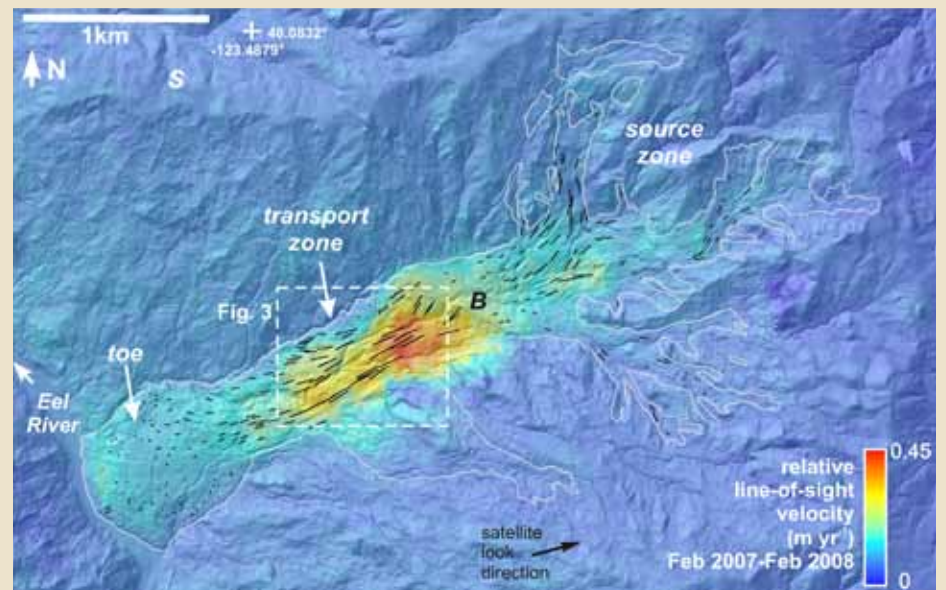 1km
40.0832°
-123.4879°
N
S
source
zone
transport
zone
Fig. 3
B
toe
Eel
River
0.45
relative
line-of-sight
velocity
(m yr⁻¹)
Feb 2007-Feb 2008
0
satellite
look
direction